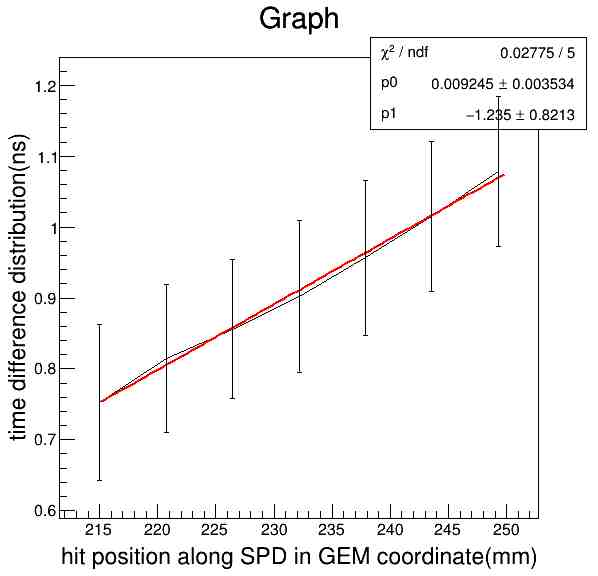 Graph
χ² / ndf 0.02775 / 5
p0 0.009245 ± 0.003534
p1 −1.235 ± 0.8213
time difference distribution(ns)
1.2
1.1
1
0.9
0.8
0.7
0.6
215 220 225 230 235 240 245 250
hit position along SPD in GEM coordinate(mm)